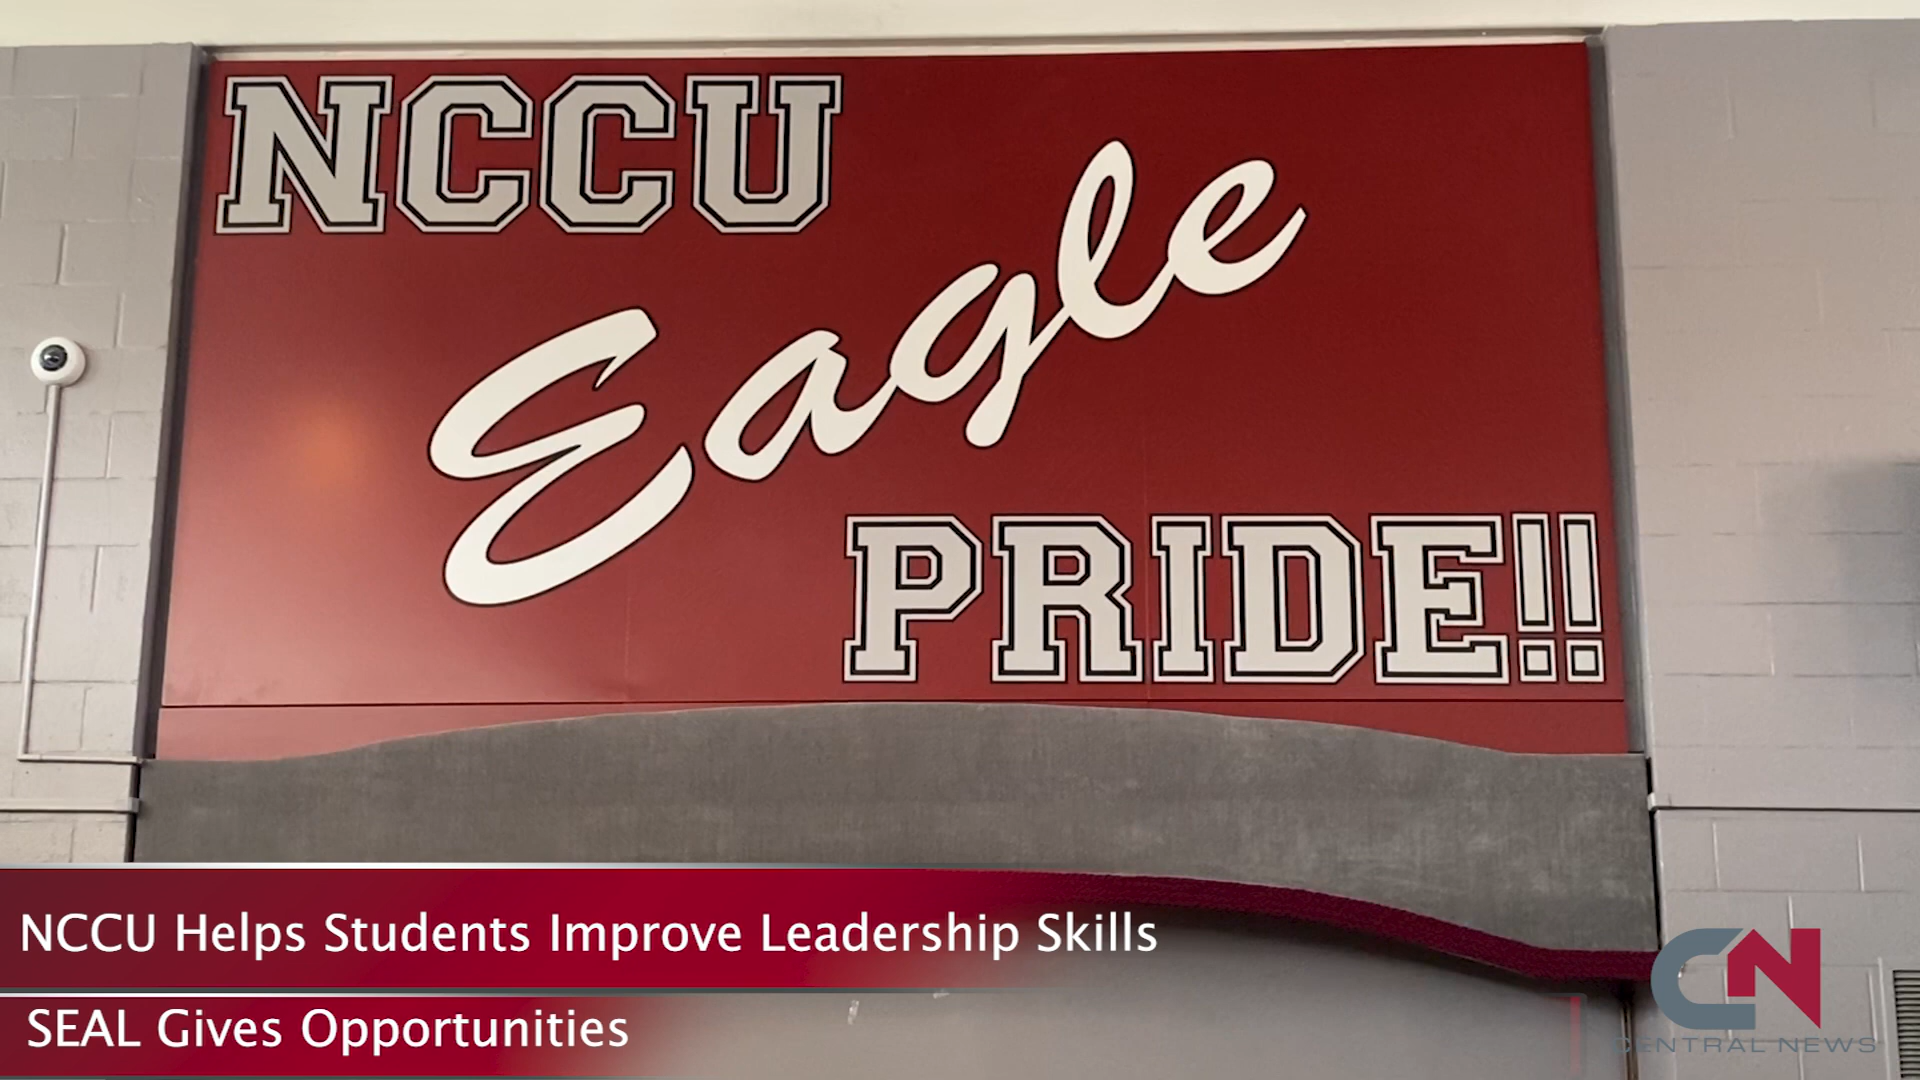 NCCU
Eagle
PRIDE!!
NCCU Helps Students Improve Leadership Skills
SEAL Gives Opportunities
CN
CENTRAL NEWS